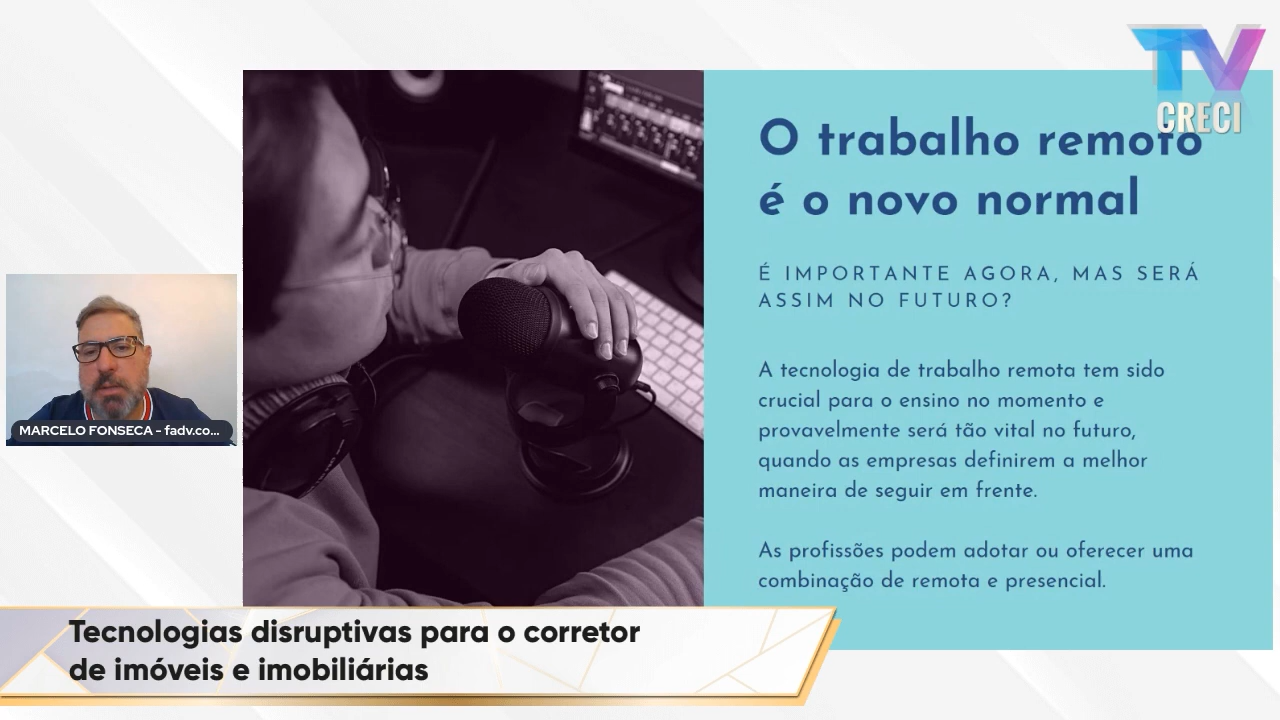 TV
CRECI
O trabalho remoto
é o novo normal
É IMPORTANTE AGORA, MAS SERÁ
ASSIM NO FUTURO?
A tecnologia de trabalho remota tem sido
crucial para o ensino no momento e
provavelmente será tão vital no futuro,
quando as empresas definirem a melhor
maneira de seguir em frente.
As profissões podem adotar ou oferecer uma
combinação de remota e presencial.
MARCELO FONSECA - fadv.co...
Tecnologias disruptivas para o corretor
de imóveis e imobiliárias